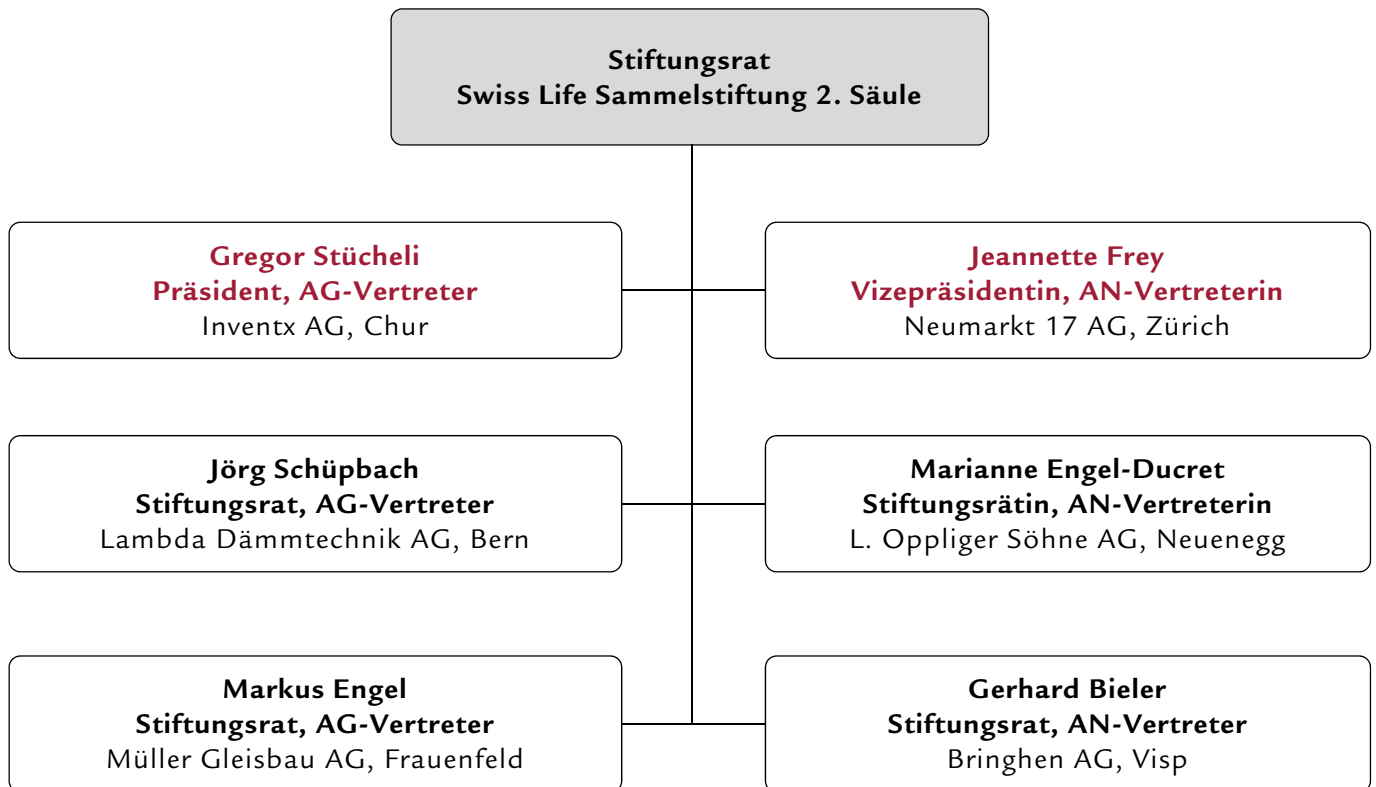 Stiftungsrat
Swiss Life Sammelstiftung 2. Säule
Gregor Stücheli
Präsident, AG-Vertreter
Inventx AG, Chur
Jeannette Frey
Vizepräsidentin, AN-Vertreterin
Neumarkt 17 AG, Zürich
Jörg Schüpbach
Stiftungsrat, AG-Vertreter
Lambda Dämmtechnik AG, Bern
Marianne Engel-Ducret
Stiftungsrätin, AN-Vertreterin
L. Oppliger Söhne AG, Neuenegg
Markus Engel
Stiftungsrat, AG-Vertreter
Müller Gleisbau AG, Frauenfeld
Gerhard Bieler
Stiftungsrat, AN-Vertreter
Bringhen AG, Visp